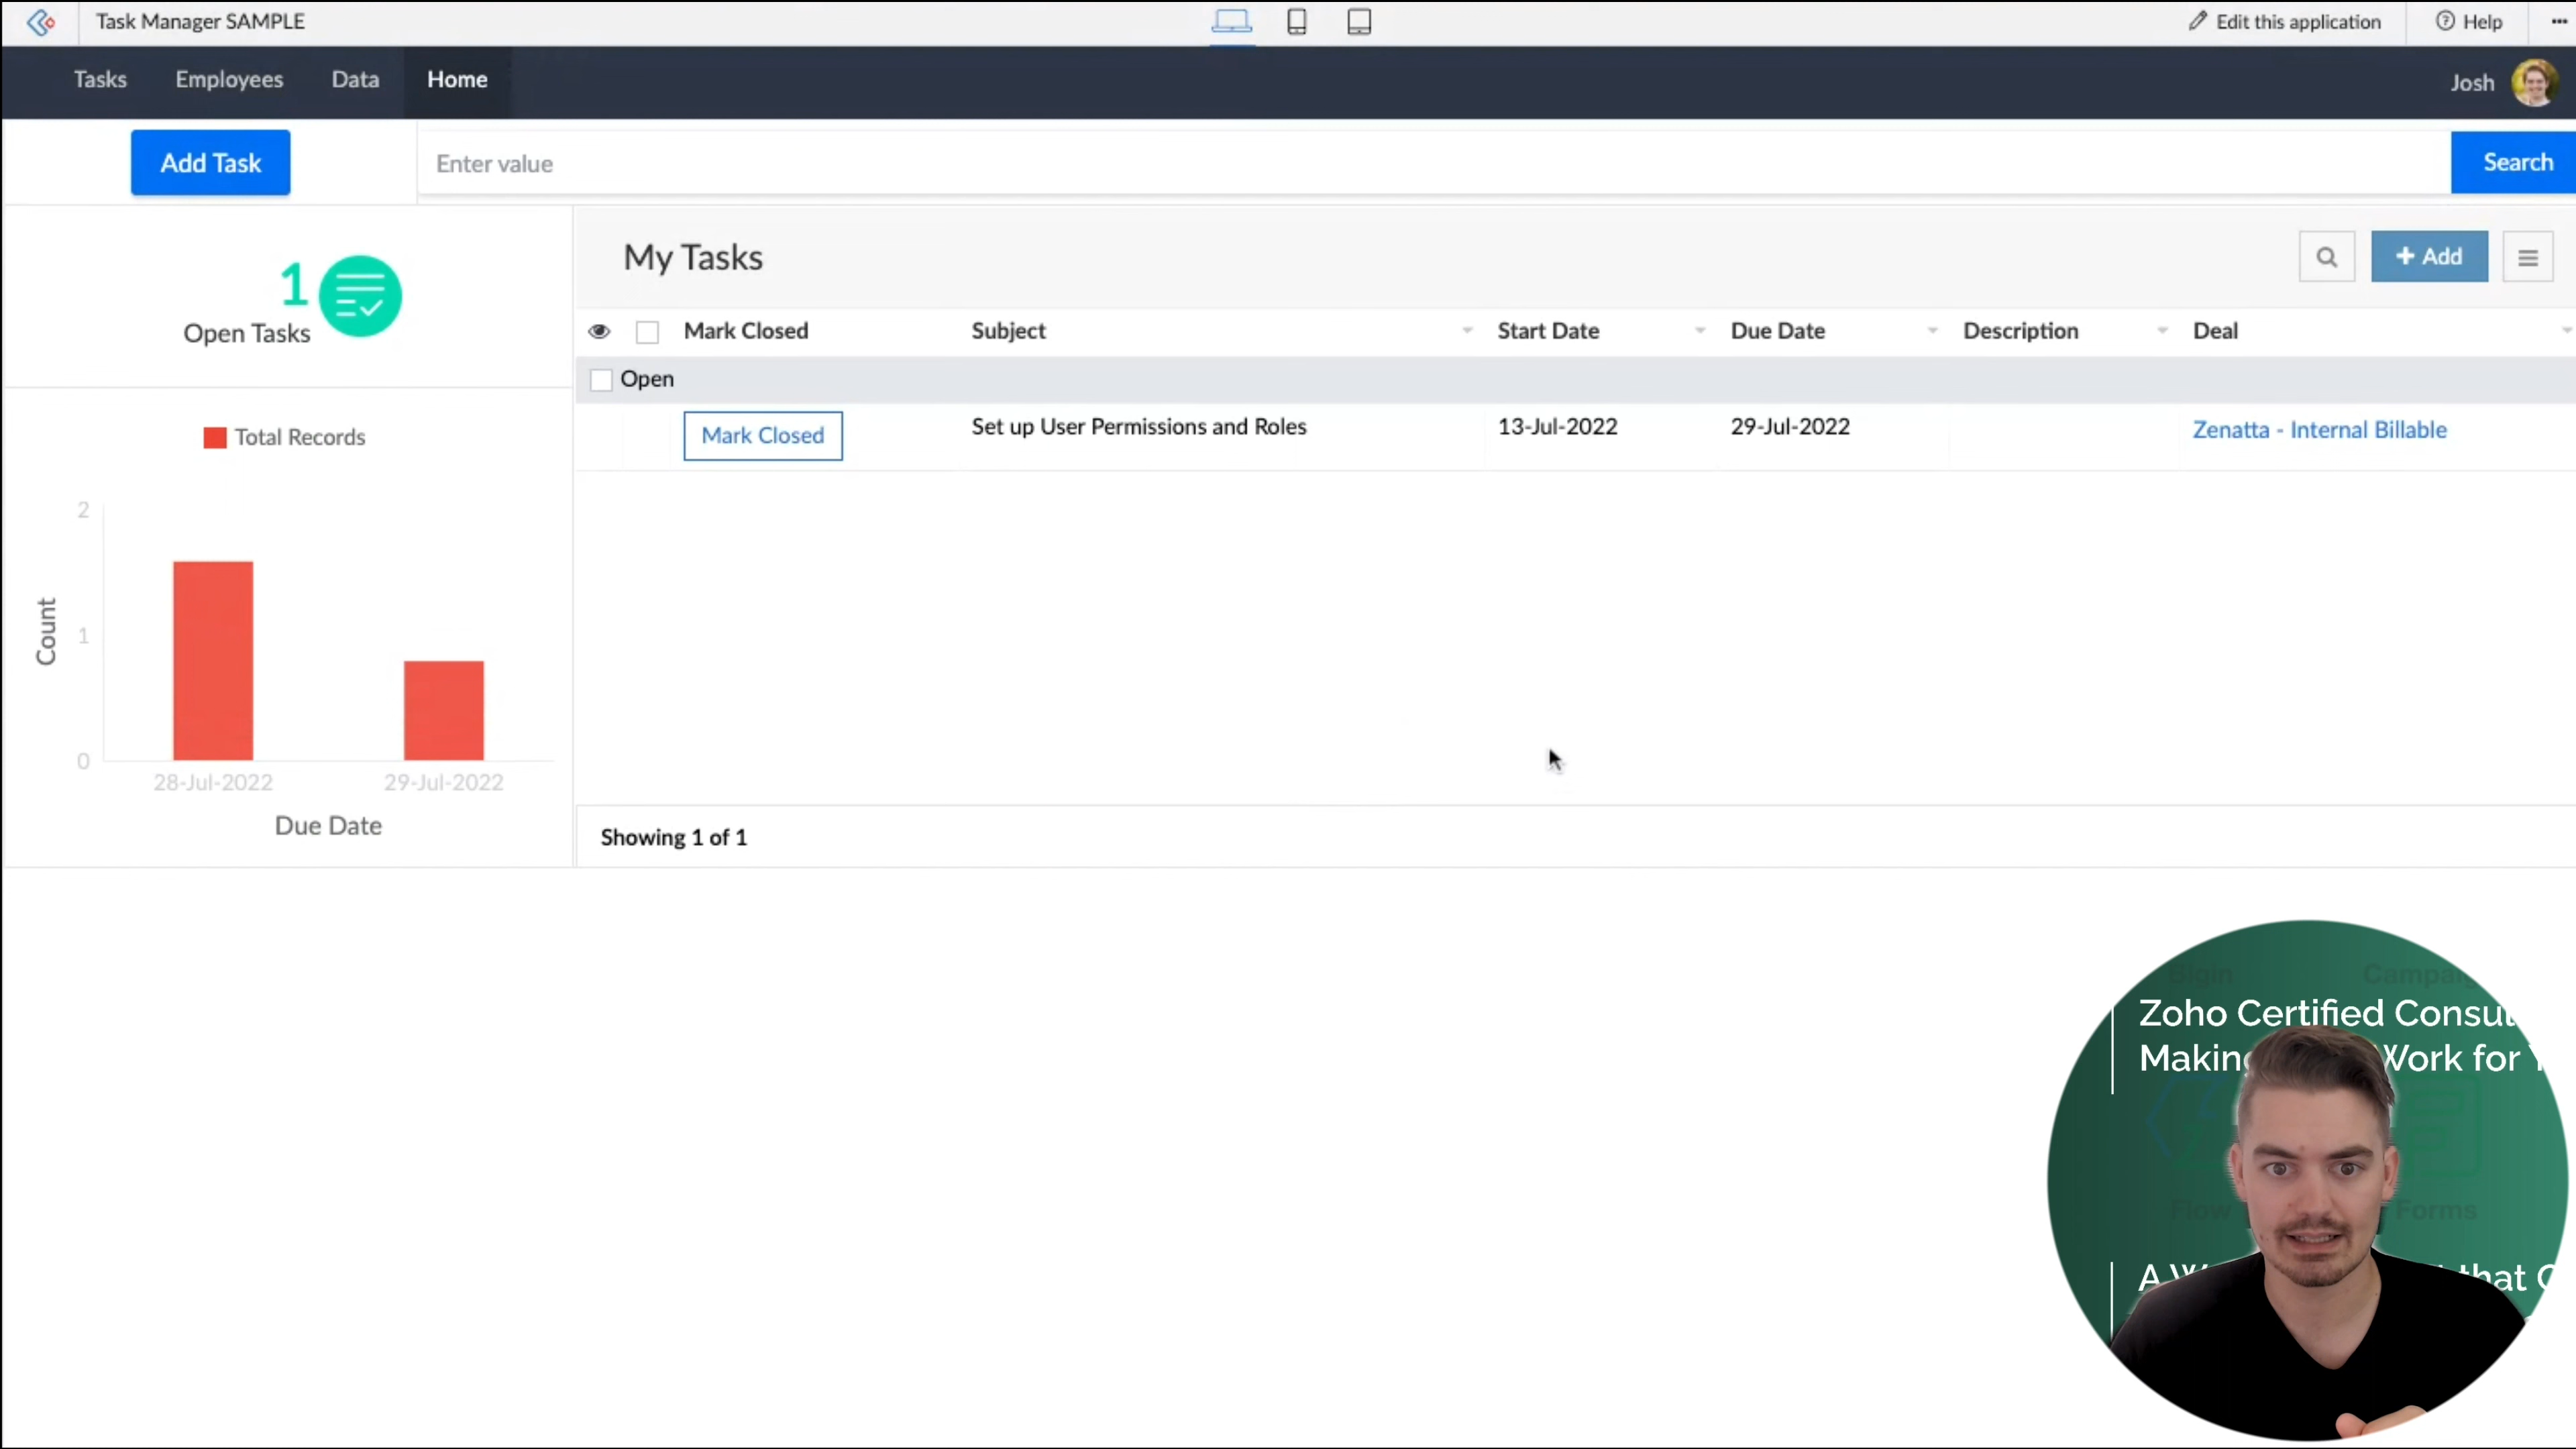 Task Manager SAMPLE
Edit this application
Help
Tasks Employees Data Home
Josh
Add Task
Enter value
Search
1
Open Tasks
My Tasks
+ Add
Mark Closed Subject Start Date Due Date Description Deal
Open
Mark Closed Set up User Permissions and Roles 13-Jul-2022 29-Jul-2022 Zenatta - Internal Billable
Total Records
2
1
0
Count
28-Jul-2022 29-Jul-2022
Due Date
Showing 1 of 1
Zoho Certified
Work for
that
Flow
Forms